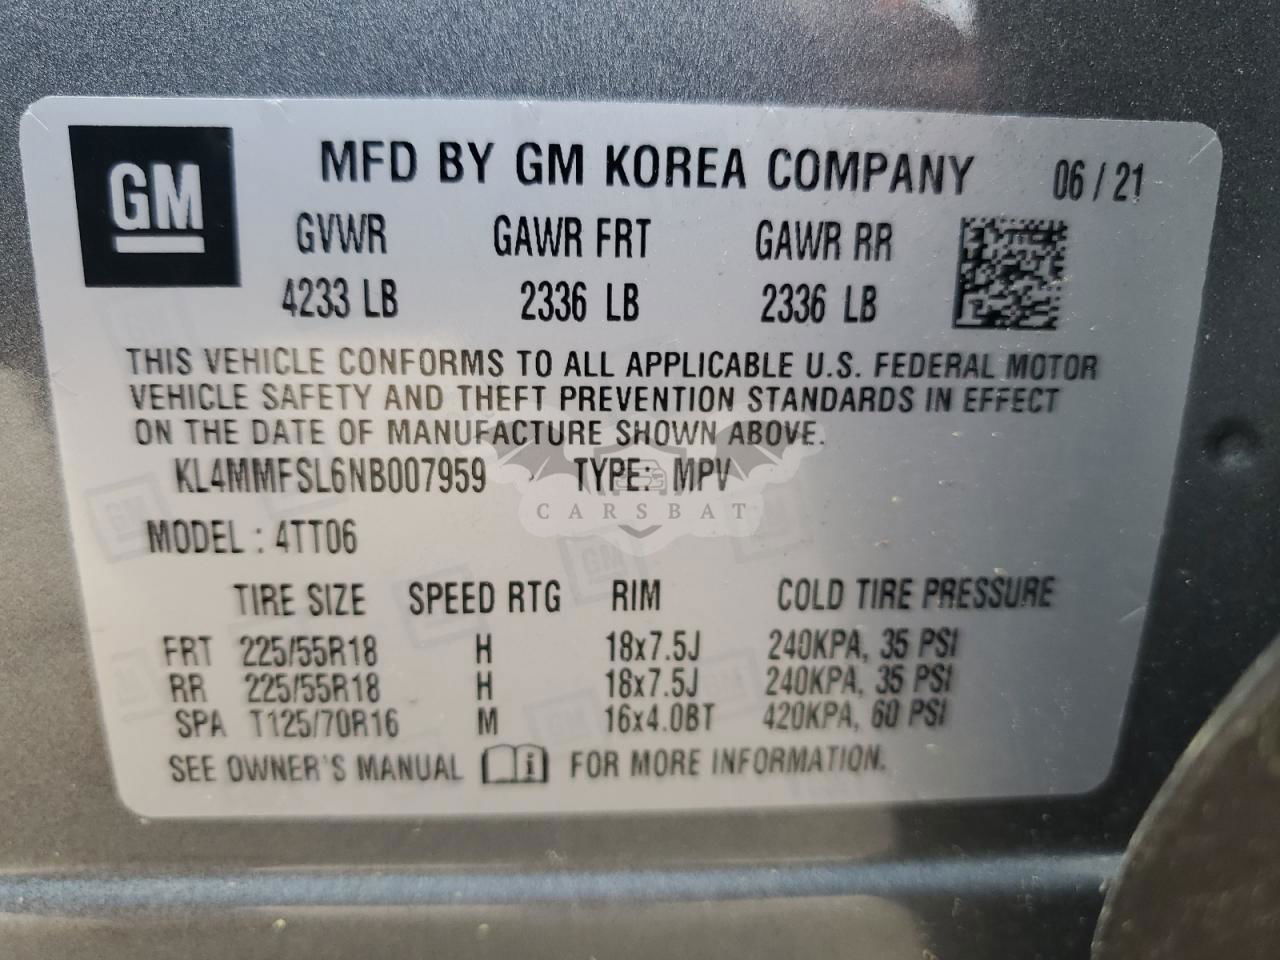 GM
MFD BY GM KOREA COMPANY 06 / 21
GVWR GAWR FRT GAWR RR
4233 LB 2336 LB 2336 LB
THIS VEHICLE CONFORMS TO ALL APPLICABLE U.S. FEDERAL MOTOR
VEHICLE SAFETY AND THEFT PREVENTION STANDARDS IN EFFECT
ON THE DATE OF MANUFACTURE SHOWN ABOVE.
KL4MMFSL6NB007959 TYPE: MPV
CARSBAT
MODEL : 4TT06
TIRE SIZE SPEED RTG RIM COLD TIRE PRESSURE
FRT 225/55R18 H 18x7.5J 240KPA, 35 PSI
RR 225/55R18 H 18x7.5J 240KPA, 35 PSI
SPA T125/70R16 M 16x4.0BT 420KPA, 60 PSI
SEE OWNER'S MANUAL i FOR MORE INFORMATION.